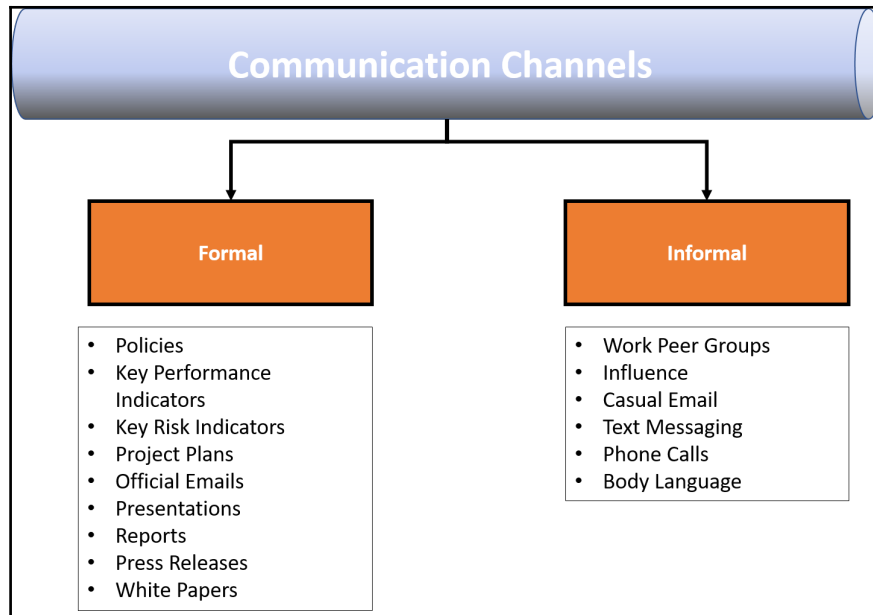 Communication Channels
Formal
• Policies
• Key Performance
Indicators
• Key Risk Indicators
• Project Plans
• Official Emails
• Presentations
• Reports
• Press Releases
• White Papers
Informal
• Work Peer Groups
• Influence
• Casual Email
• Text Messaging
• Phone Calls
• Body Language